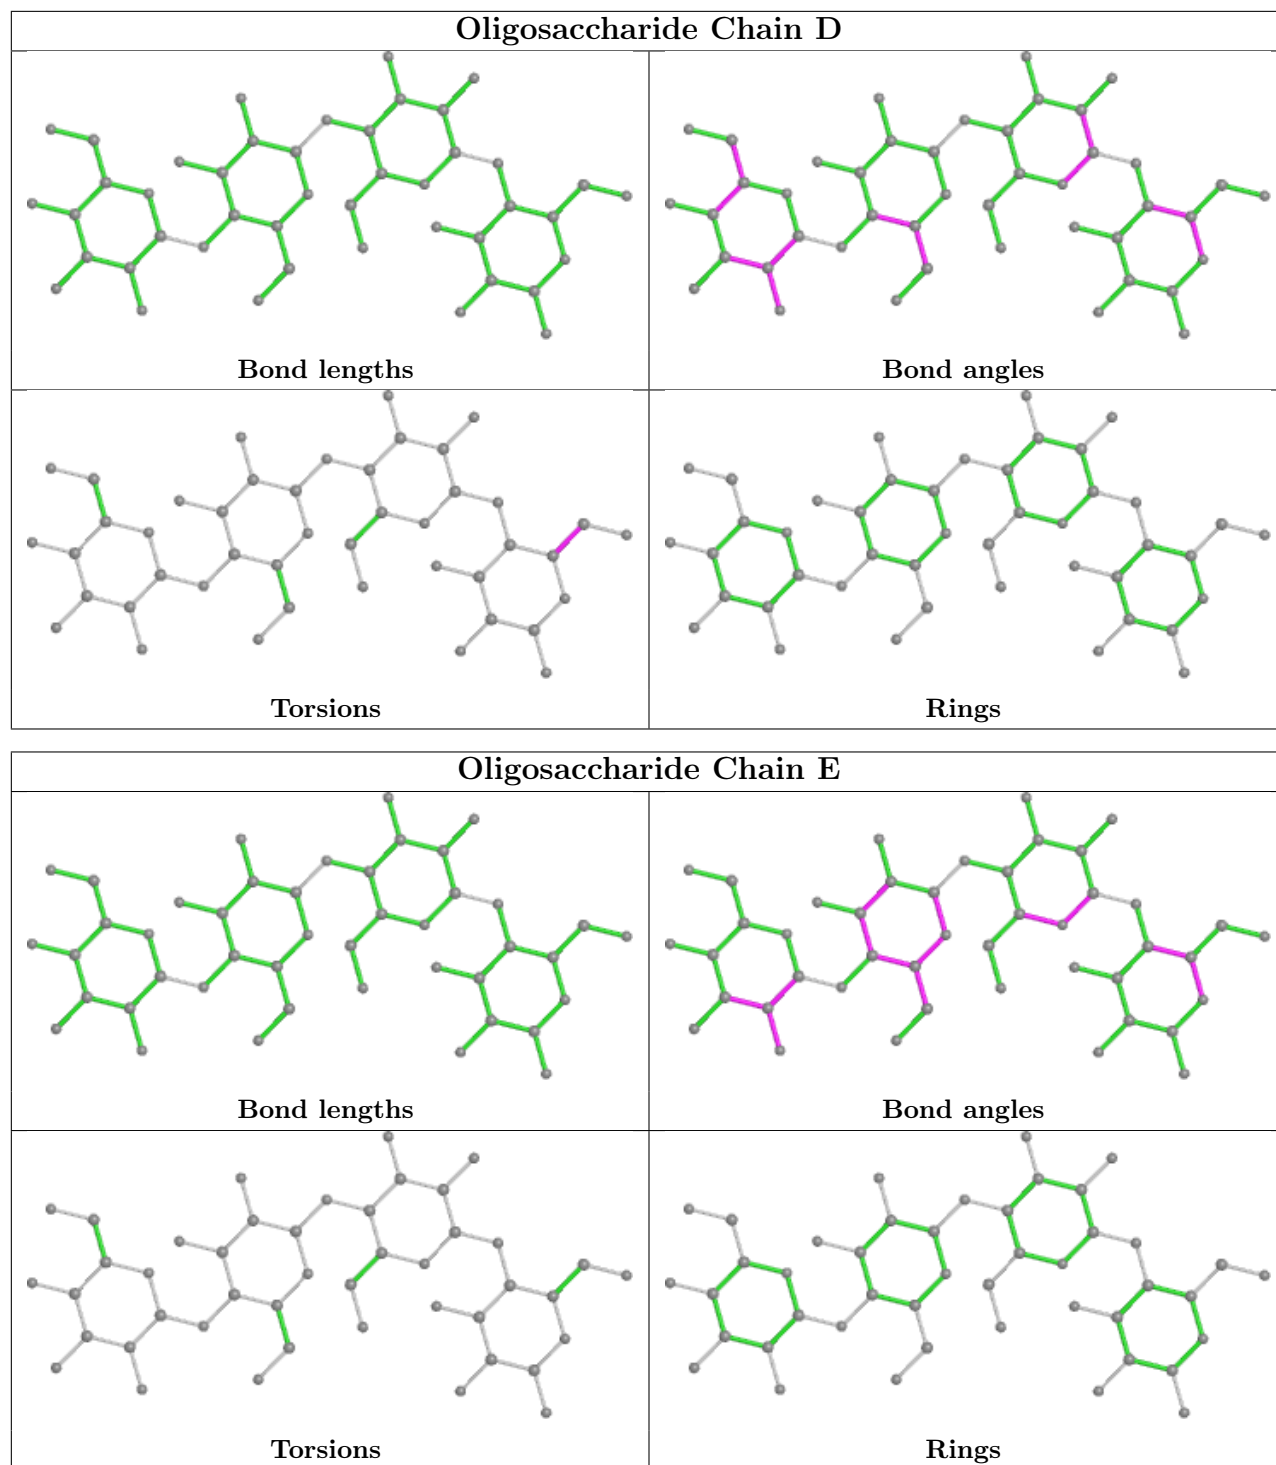 Oligosaccharide Chain D
Bond lengths
Bond angles
Torsions
Rings
Oligosaccharide Chain E
Bond lengths
Bond angles
Torsions
Rings